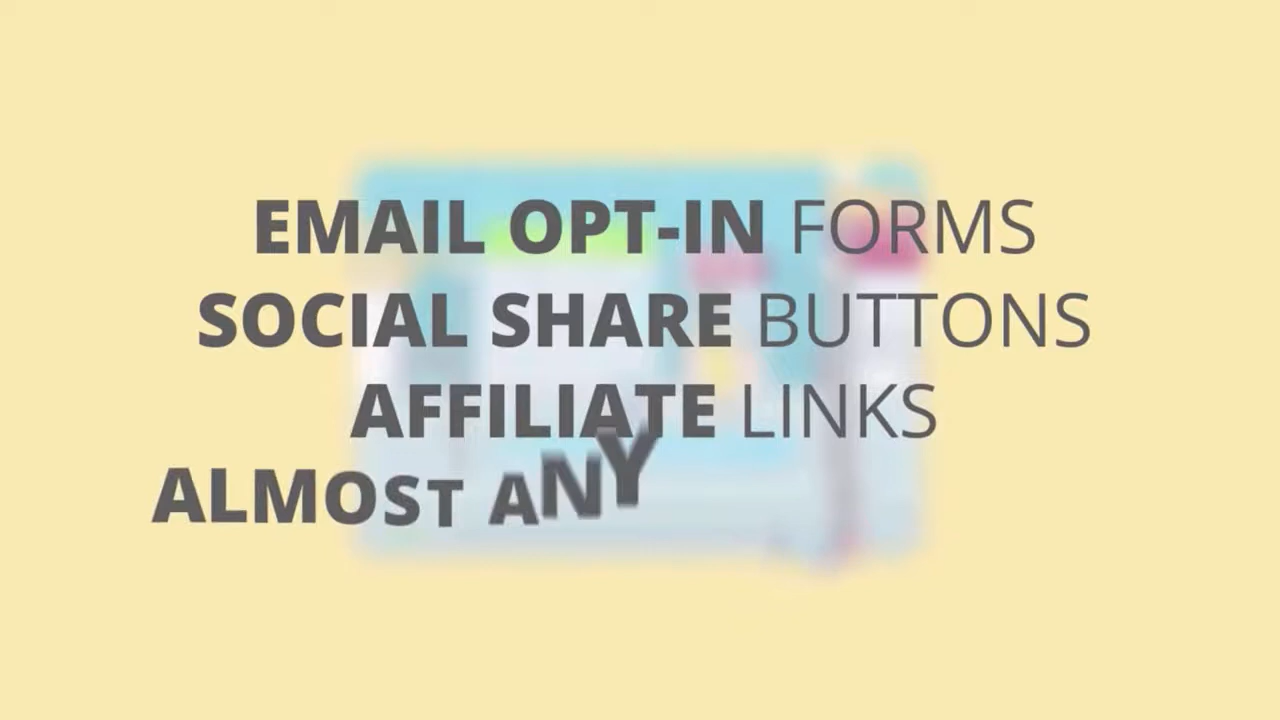 EMAIL OPT-IN FORMS
SOCIAL SHARE BUTTONS
AFFILIATE LINKS
ALMOST ANY